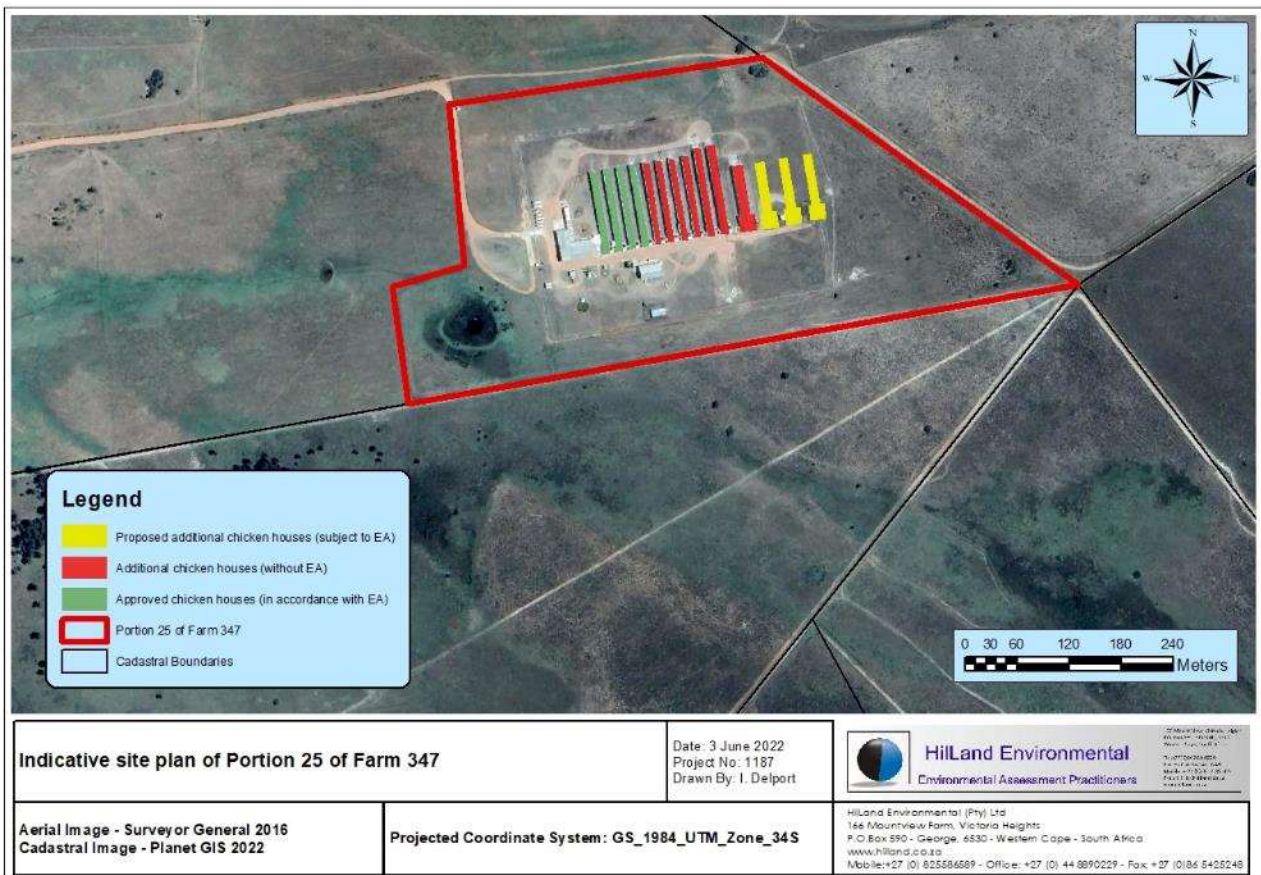 N
W E
S
Legend
Proposed additional chicken houses (subject to EA)
Additional chicken houses (without EA)
Approved chicken houses (in accordance with EA)
Portion 25 of Farm 347
Cadastral Boundaries
0 30 60 120 180 240
Meters
Indicative site plan of Portion 25 of Farm 347
Date: 3 June 2022
Project No: 1187
Drawn By: I. Delport
HilLand Environmental
Environmental Assessment Practitioners
Aerial Image - Surveyor General 2016
Cadastral Image - Planet GIS 2022
Projected Coordinate System: GS_1984_UTM_Zone_34S
HilLand Environmental (Pty) Ltd
166 Mountview Farm, Victoria Heights
P.O.Box 590 - George, 6530 - Western Cape - South Africa
www.hilland.co.za
Mobile:+27 (0) 825586589 - Office: +27 (0) 44 8890229 - Fax: +27 (0)86 5425248